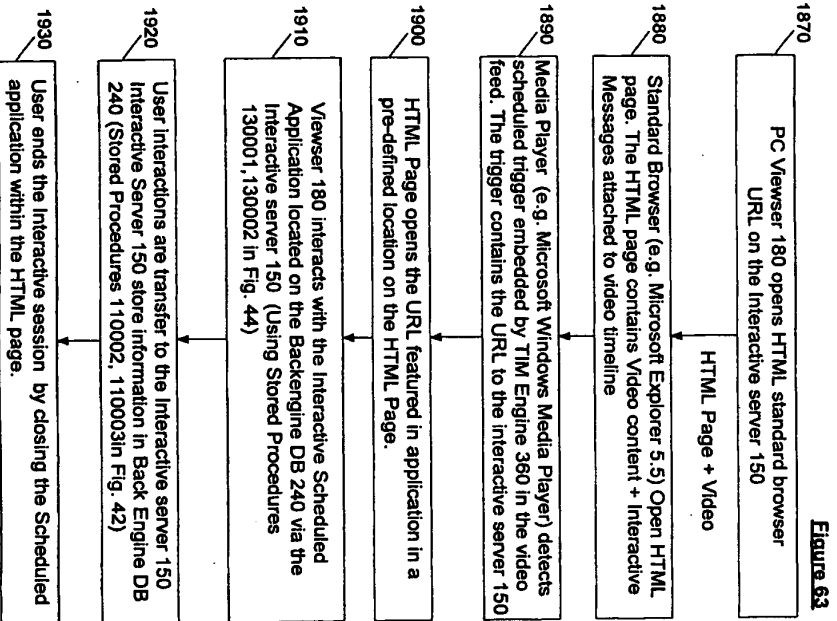 Figure 63
1870
PC Viewser 180 opens HTML standard browser
URL on the Interactive server 150
HTML Page + Video
1880
Standard Browser (e.g. Microsoft Explorer 5.5) Open HTML
page. The HTML page contains Video content + Interactive
Messages attached to video timeline
1890
Media Player (e.g. Microsoft Windows Media Player) detects
scheduled trigger embedded by TIM Engine 360 in the video
feed. The trigger contains the URL to the interactive server 150
1900
HTML Page opens the URL featured in application in a
pre-defined location on the HTML Page.
1910
Viewser 180 interacts with the Interactive Scheduled
Application located on the Backengine DB 240 via the
Interactive server 150 (Using Stored Procedures
130001,130002 in Fig. 44)
1920
User interactions are transfer to the Interactive server 150
Interactive Server 150 store information in Back Engine DB
240 (Stored Procedures 110002, 110003in Fig. 42)
1930
User ends the Interactive session by closing the Scheduled
application within the HTML page.